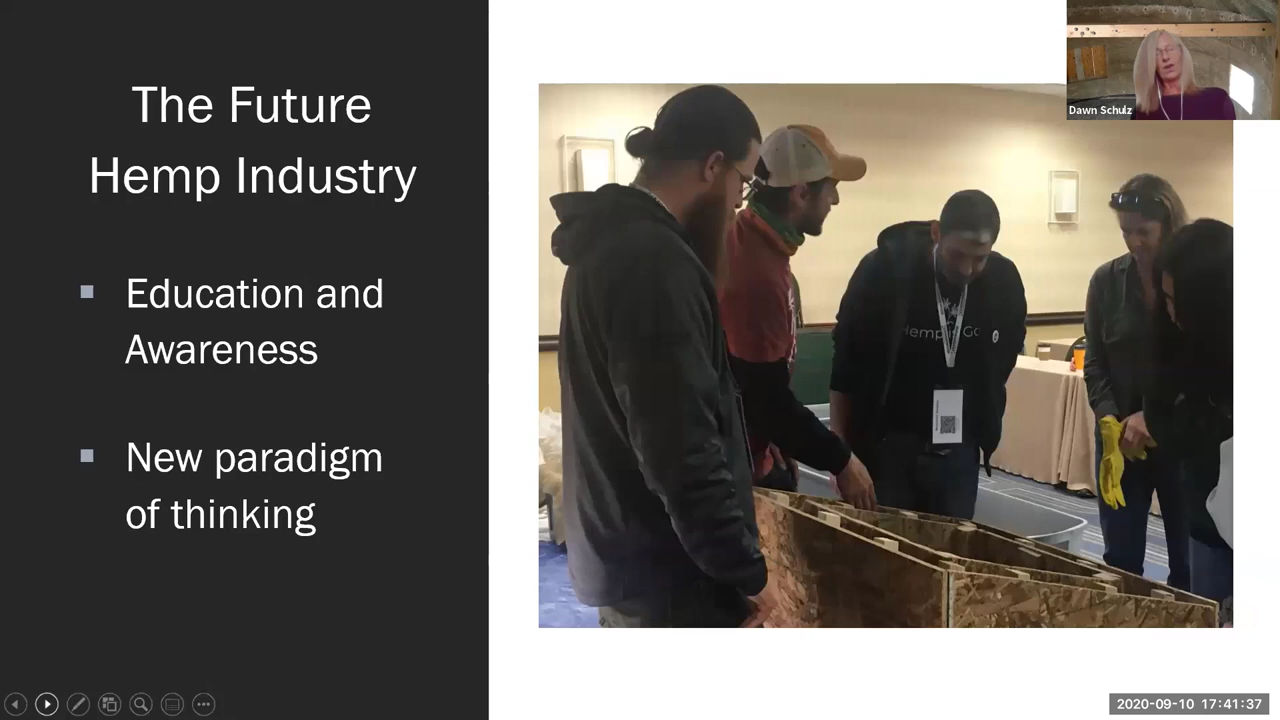 The Future
Hemp Industry
Education and
Awareness
New paradigm
of thinking
Dawn Schulz
2020-09-10 17:41:37